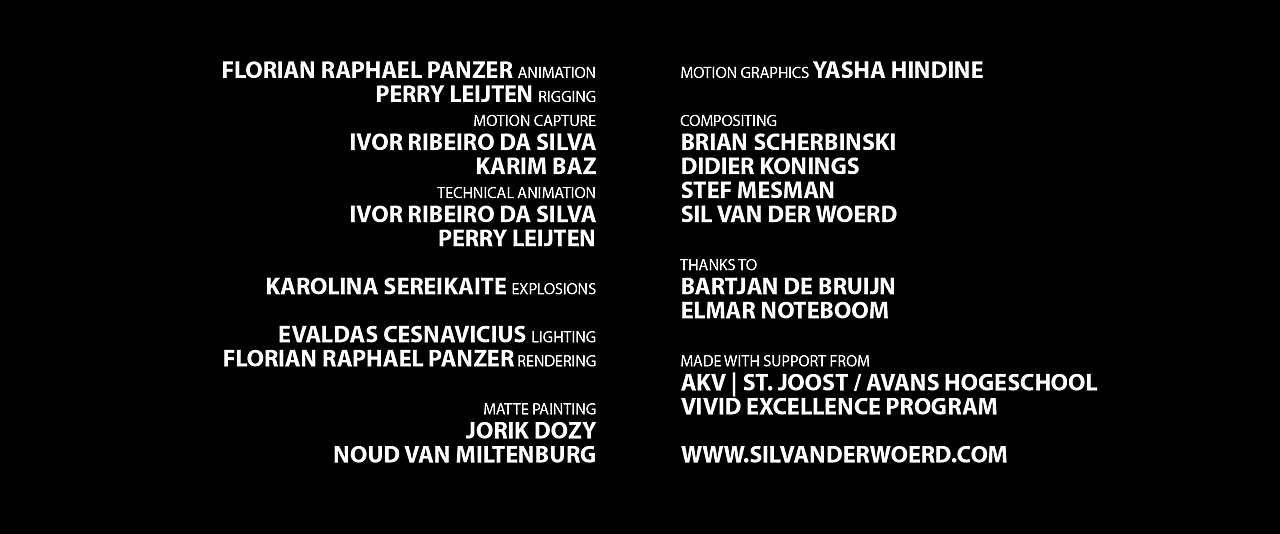 FLORIAN RAPHAEL PANZER ANIMATION
PERRY LEIJTEN RIGGING
MOTION CAPTURE
IVOR RIBEIRO DA SILVA
KARIM BAZ
TECHNICAL ANIMATION
IVOR RIBEIRO DA SILVA
PERRY LEIJTEN
KAROLINA SEREIKAITE EXPLOSIONS
EVALDAS CESNAVICIUS LIGHTING
FLORIAN RAPHAEL PANZER RENDERING
MATTE PAINTING
JORIK DOZY
NOUD VAN MILTENBURG
MOTION GRAPHICS YASHA HINDINE
COMPOSITING
BRIAN SCHERBINSKI
DIDIER KONINGS
STEF MESMAN
SIL VAN DER WOERD
THANKS TO
BARTJAN DE BRUIJN
ELMAR NOTEBOOM
MADE WITH SUPPORT FROM
AKV | ST. JOOST / AVANS HOGESCHOOL
VIVID EXCELLENCE PROGRAM
WWW.SILVANDERWOERD.COM